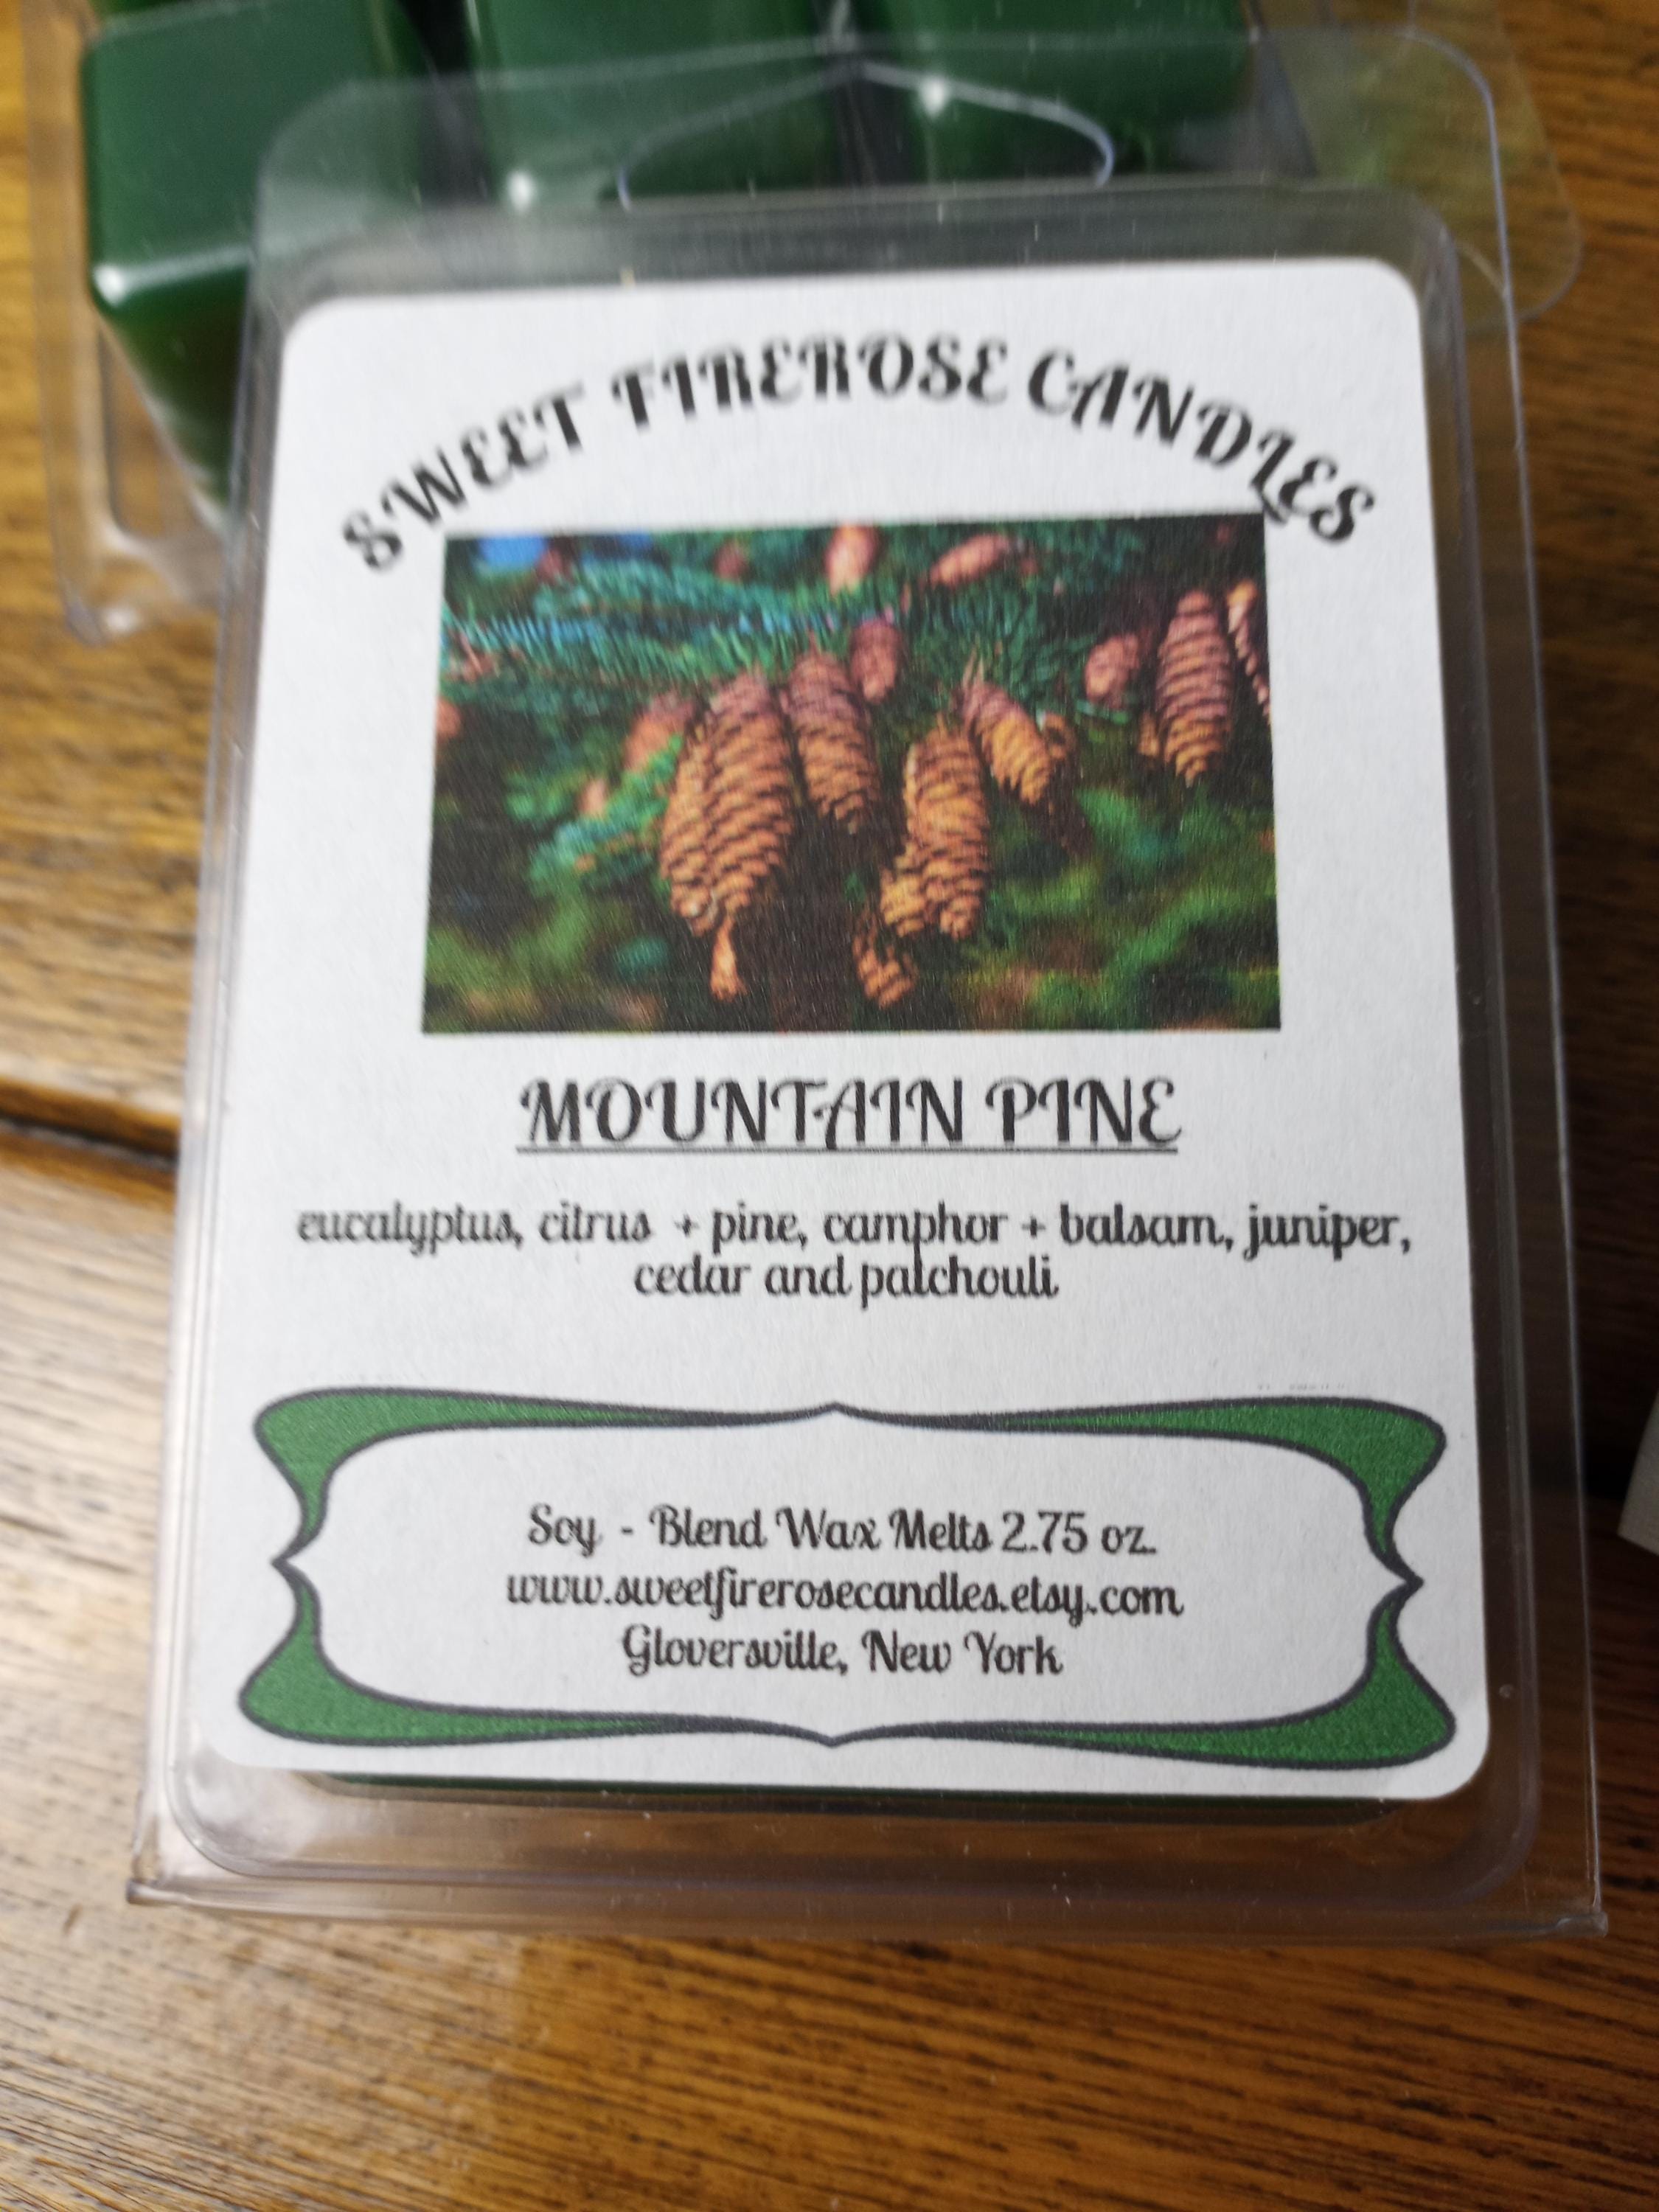 SWEET FIREROSE CANDLES
MOUNTAIN PINE
eucalyptus, citrus + pine, camphor + balsam, juniper,
cedar and patchouli
Soy - Blend Wax Melts 2.75 oz.
www.sweetfirerosecandles.etsy.com
Gloversville, New York